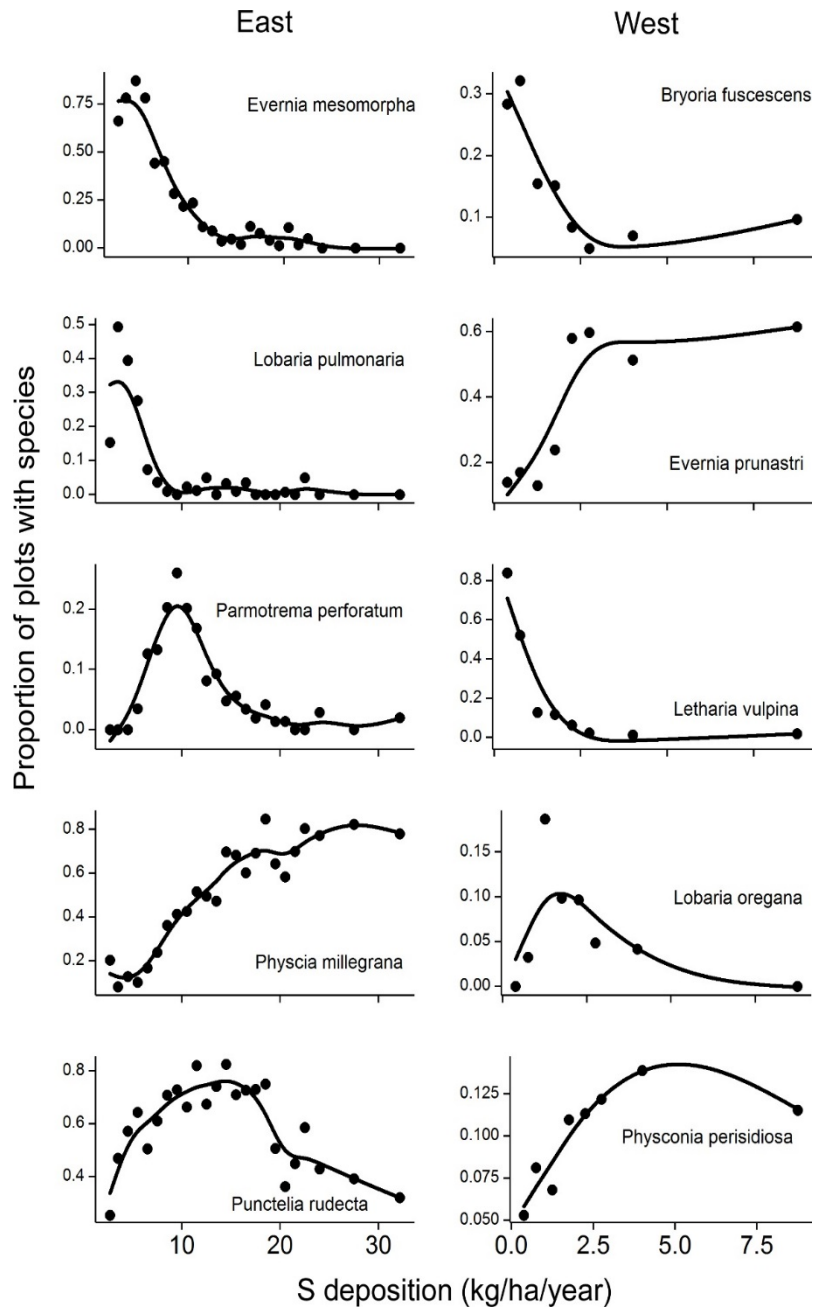 East
West
Proportion of plots with species
Evernia mesomorpha
0.75
0.50
0.25
0.00
Bryoria fuscescens
0.3
0.2
0.1
Lobaria pulmonaria
0.5
0.4
0.3
0.2
0.1
0.0
Evernia prunastri
0.6
0.4
0.2
Parmotrema perforatum
0.2
0.1
0.0
Letharia vulpina
0.8
0.6
0.4
0.2
0.0
Physcia millegrana
0.8
0.6
0.4
0.2
Lobaria oregana
0.15
0.10
0.05
0.00
Punctelia rudecta
0.8
0.6
0.4
10 20 30
Physconia perisidiosa
0.125
0.100
0.075
0.050
0.0 2.5 5.0 7.5
S deposition (kg/ha/year)